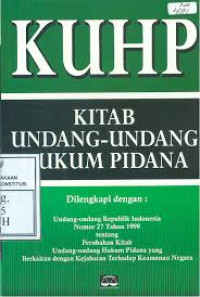 KUHP
KITAB
UNDANG-UNDANG
HUKUM PIDANA
Dilengkapi dengan :
Undang-undang Republik Indonesia
Nomor 27 Tahun 1999
tentang
Perubahan Kitab
Undang-undang Hukum Pidana yang
Berkaitan dengan Kejahatan Terhadap Keamanan Negara